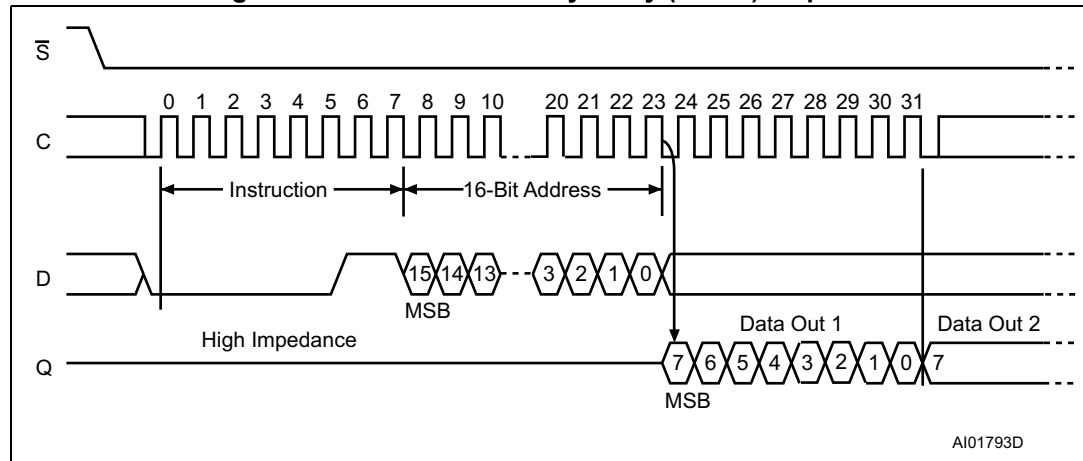 S
0 1 2 3 4 5 6 7 8 9 10 20 21 22 23 24 25 26 27 28 29 30 31
C
Instruction 16-Bit Address
D 15 14 13 3 2 1 0
MSB
High Impedance Data Out 1 Data Out 2
Q 7 6 5 4 3 2 1 0 7
MSB
AI01793D